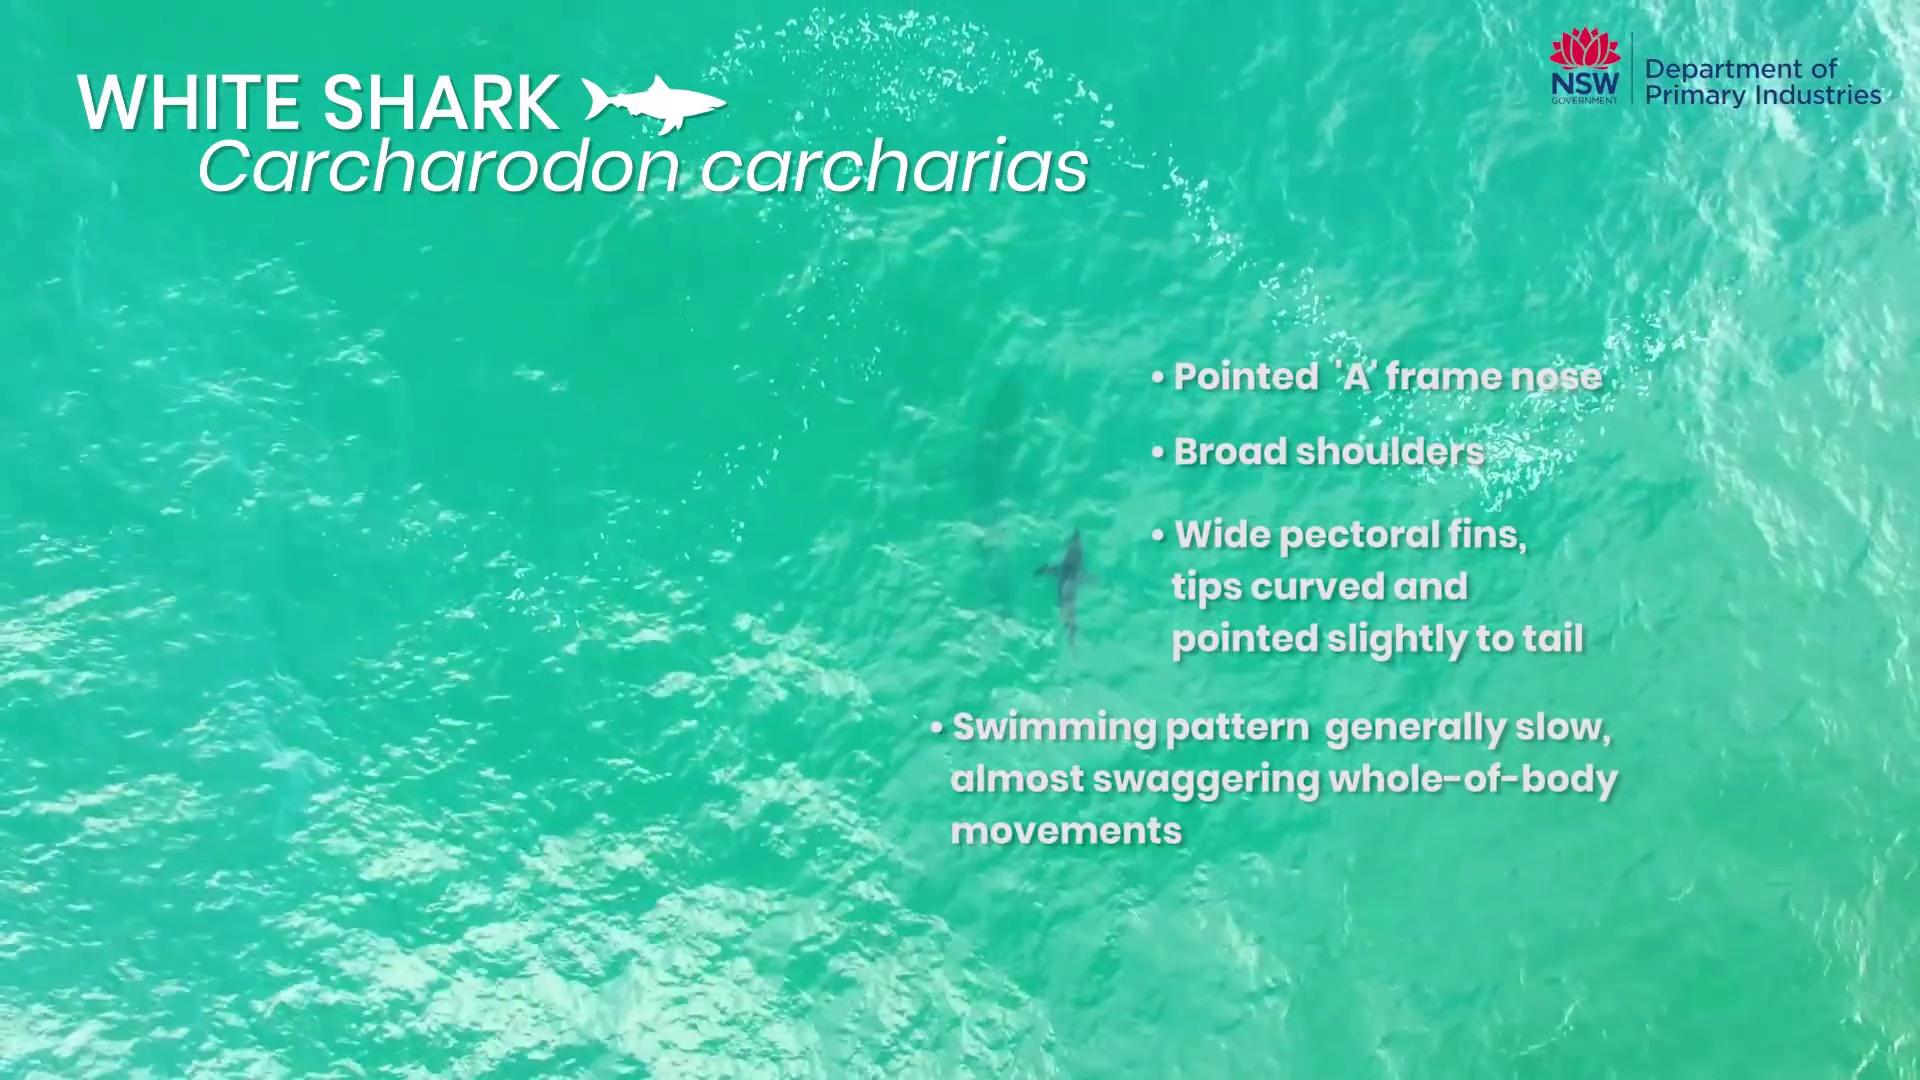 WHITE SHARK
Carcharodon carcharias
NSW
GOVERNMENT
Department of
Primary Industries
• Pointed 'A' frame nose
• Broad shoulders
• Wide pectoral fins,
tips curved and
pointed slightly to tail
• Swimming pattern generally slow,
almost swaggering whole-of-body
movements